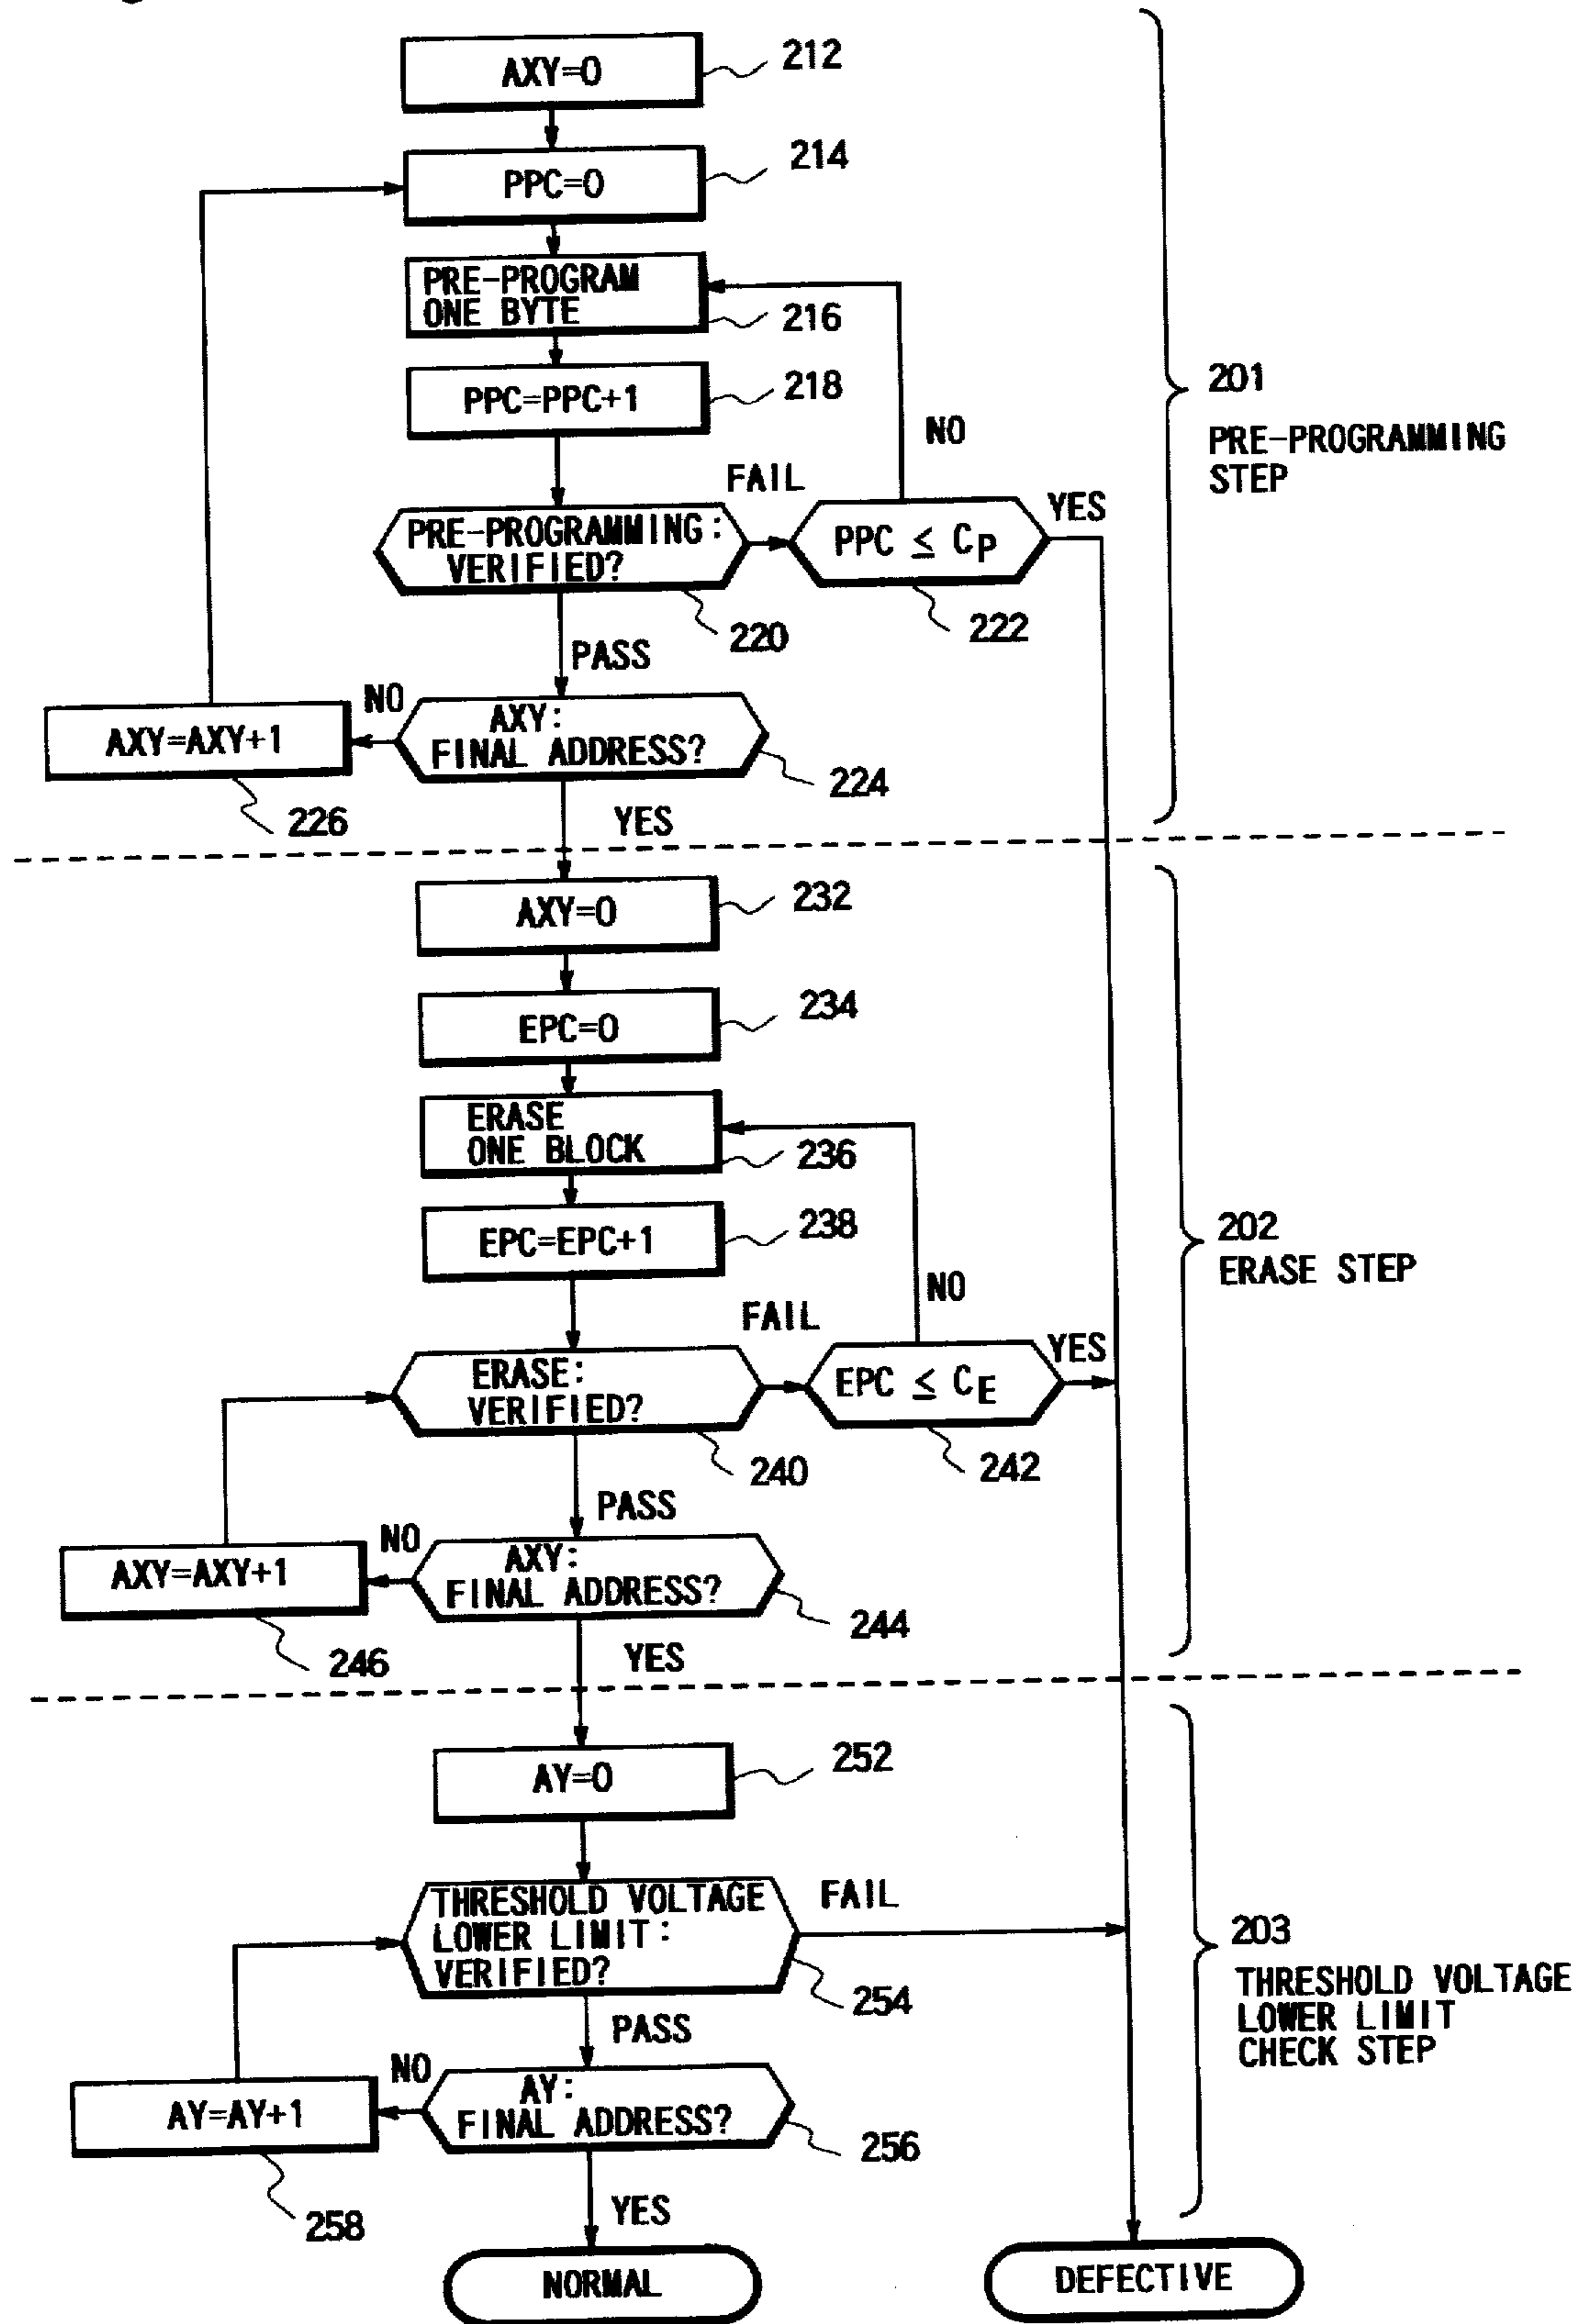 AXY=0
212
PPC=0
214
PRE-PROGRAM
ONE BYTE
216
PPC=PPC+1
218
NO
201
PRE-PROGRAMMING
STEP
FAIL
YES
PRE-PROGRAMMING:
VERIFIED?
PPC ≤ CP
220
222
PASS
NO
AXY=AXY+1
AXY:
FINAL ADDRESS?
224
226
YES
AXY=0
232
EPC=0
234
ERASE
ONE BLOCK
236
EPC=EPC+1
238
202
ERASE STEP
NO
FAIL
YES
ERASE:
VERIFIED?
EPC ≤ CE
240
242
PASS
NO
AXY=AXY+1
AXY:
FINAL ADDRESS?
244
246
YES
AY=0
252
THRESHOLD VOLTAGE
LOWER LIMIT:
VERIFIED?
FAIL
254
203
THRESHOLD VOLTAGE
LOWER LIMIT
CHECK STEP
PASS
NO
AY=AY+1
AY:
FINAL ADDRESS?
256
258
YES
NORMAL
DEFECTIVE